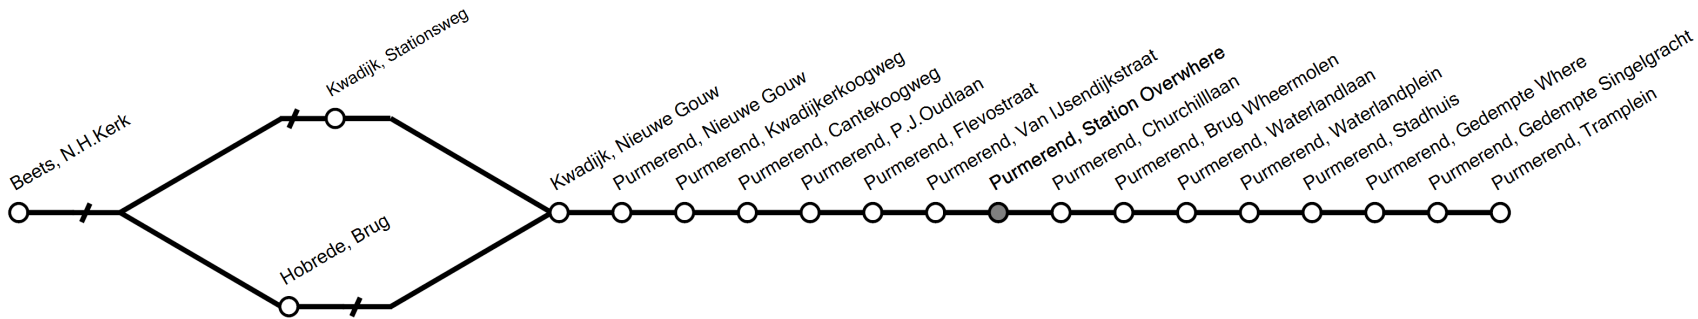 Beets, N.H.Kerk
Kwadijk, Stationsweg
Hobrede, Brug
Kwadijk, Nieuwe Gouw
Purmerend, Nieuwe Gouw
Purmerend, Kwadijkerkoogweg
Purmerend, Cantekoogweg
Purmerend, P.J.Oudlaan
Purmerend, Flevostraat
Purmerend, Van IJsendijkstraat
Purmerend, Station Overwhere
Purmerend, Churchilllaan
Purmerend, Brug Wheermolen
Purmerend, Waterlandlaan
Purmerend, Waterlandplein
Purmerend, Stadhuis
Purmerend, Gedempte Where
Purmerend, Gedempte Singelgracht
Purmerend, Tramplein